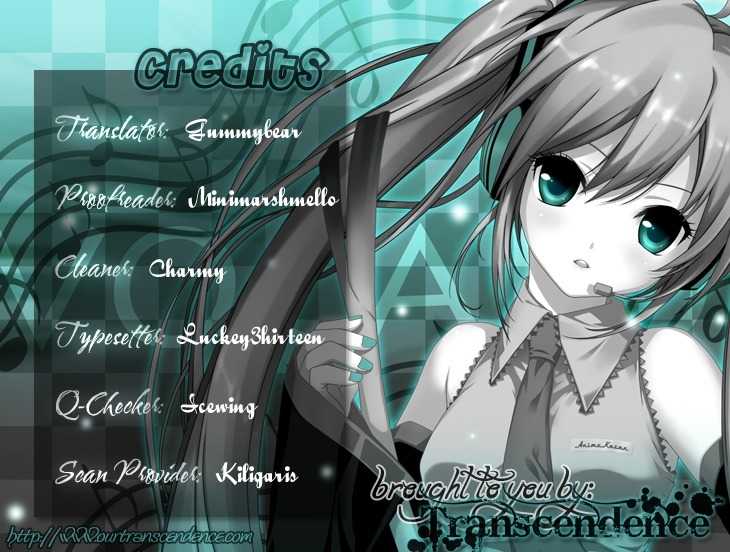 credits
Translator: Gummybear
Proofreader: Minimarshmello
Cleaner: Charmy
Typesetter: Luckey3hirteen
Q-Checker: Icewing
Scan Provider: Kiligaris
brought to you by:
Transcendence
http://www.ourtranscendence.com